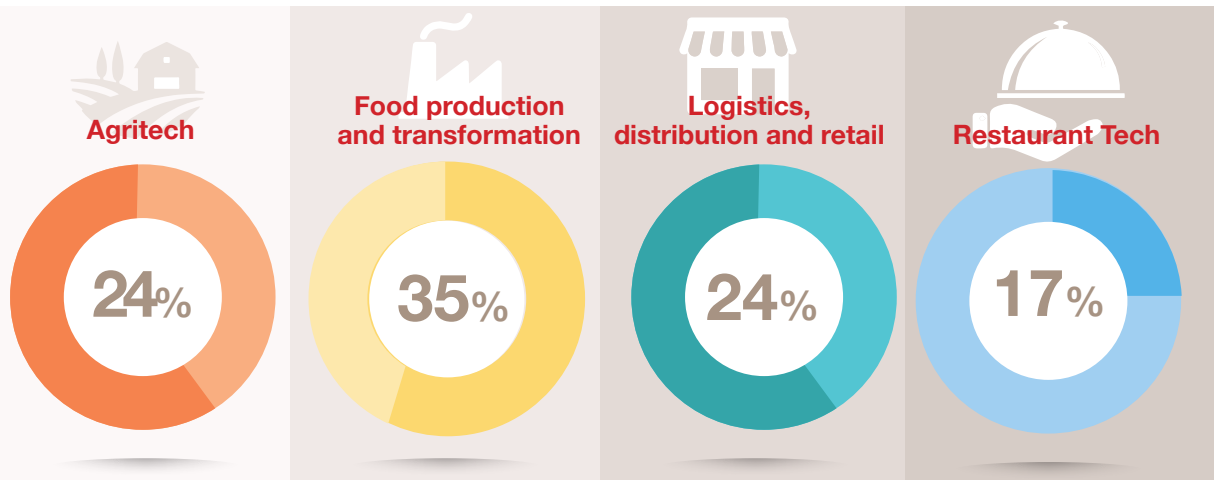 Agritech
24%
Food production
and transformation
35%
Logistics,
distribution and retail
24%
Restaurant Tech
17%